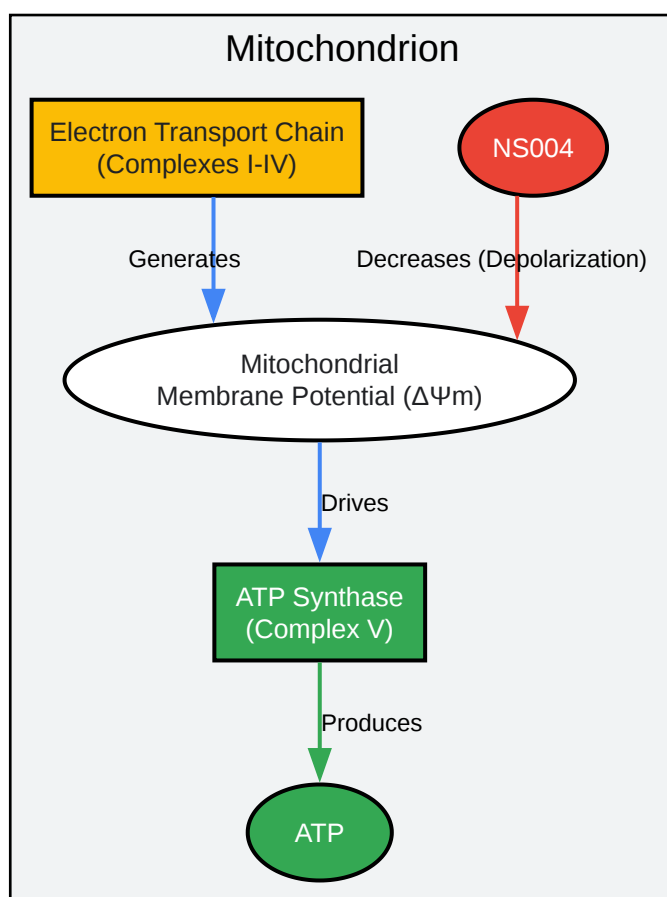 Mitochondrion
Electron Transport Chain
(Complexes I-IV)
NS004
Generates
Decreases (Depolarization)
Mitochondrial
Membrane Potential (ΔΨm)
Drives
ATP Synthase
(Complex V)
Produces
ATP